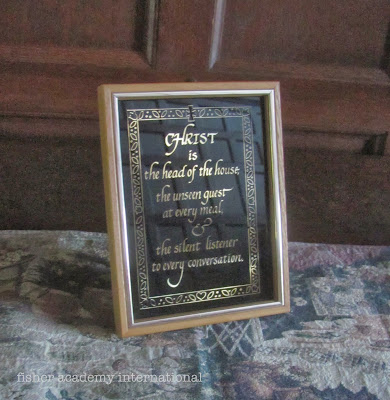 CHRIST
is
the head of the house;
the unseen guest
at every meal,
&
the silent listener
to every conversation.
fisher academy international